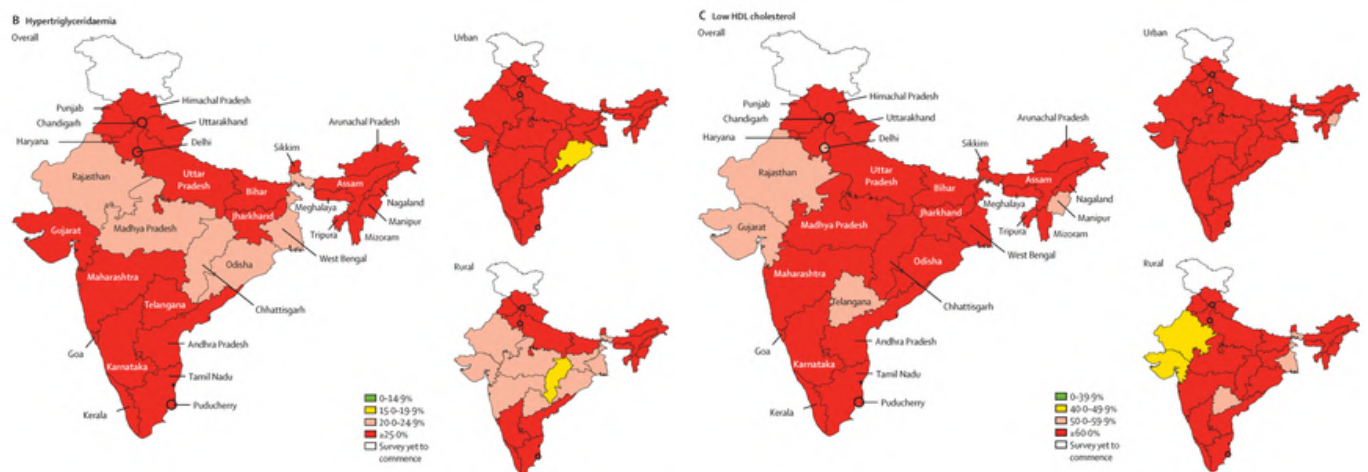 B Hypertriglyceridaemia
Overall
Urban
Punjab
Himachal Pradesh
Chandigarh
Uttarakhand
Arunachal Pradesh
Haryana
Delhi
Sikkim
Rajasthan
Uttar
Pradesh
Bihar
Assam
Meghalaya
Nagaland
Jharkhand
Manipur
Gujarat
Madhya Pradesh
Tripura
Mizoram
West Bengal
Odisha
Maharashtra
Rural
Telangana
Chhattisgarh
Goa
Andhra Pradesh
Karnataka
Tamil Nadu
Kerala
Puducherry
0–14·9%
15·0–19·9%
20·0–24·9%
≥25·0%
Survey yet to
commence
C Low HDL cholesterol
Overall
Urban
Punjab
Himachal Pradesh
Chandigarh
Uttarakhand
Arunachal Pradesh
Haryana
Delhi
Sikkim
Rajasthan
Uttar
Pradesh
Bihar
Assam
Meghalaya
Nagaland
Jharkhand
Manipur
Gujarat
Madhya Pradesh
Tripura
Mizoram
West Bengal
Odisha
Maharashtra
Rural
Telangana
Chhattisgarh
Goa
Andhra Pradesh
Karnataka
Tamil Nadu
Kerala
Puducherry
0–39·9%
40·0–49·9%
50·0–59·9%
≥60·0%
Survey yet to
commence